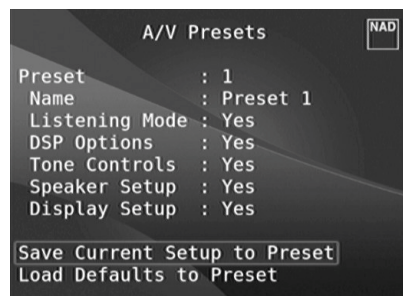 A/V Presets
NAD
Preset : 1
Name : Preset 1
Listening Mode : Yes
DSP Options : Yes
Tone Controls : Yes
Speaker Setup : Yes
Display Setup : Yes
Save Current Setup to Preset
Load Defaults to Preset